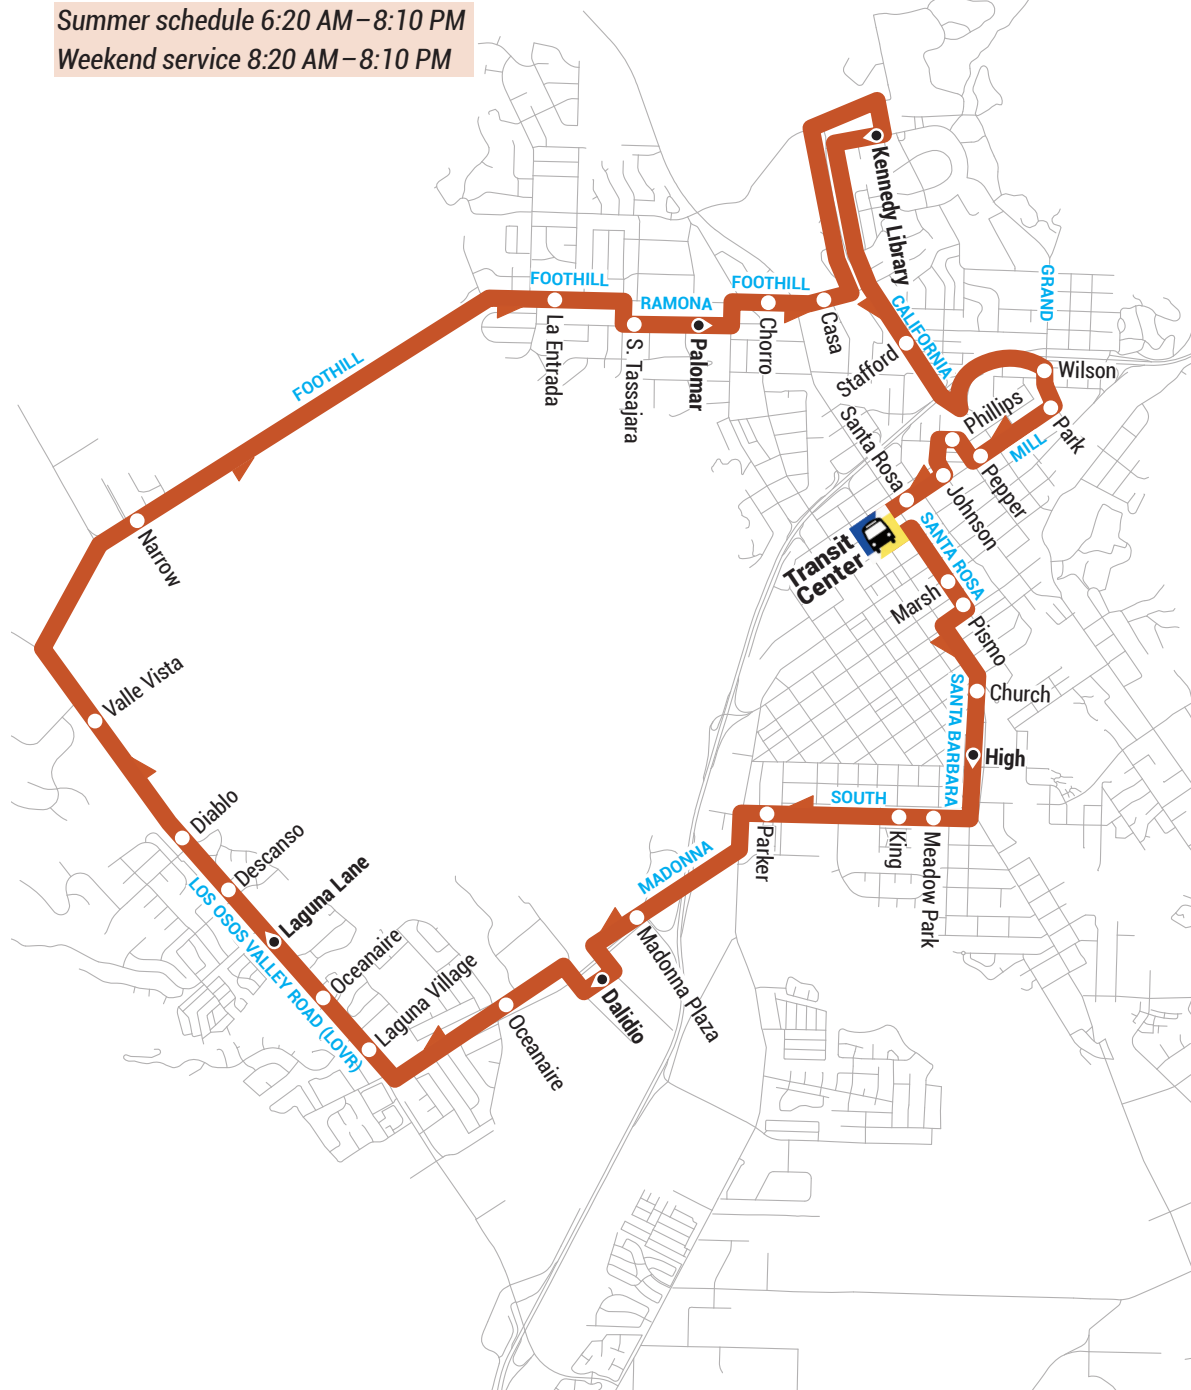 Summer schedule 6:20 AM–8:10 PM
Weekend service 8:20 AM–8:10 PM
Kennedy Library
FOOTHILL
FOOTHILL
RAMONA
GRAND
La Entrada
S. Tassajara
Palomar
Chorro
Casa
CALIFORNIA
Stafford
FOOTHILL
Wilson
Phillips
Park
MILL
Santa Rosa
Pepper
Johnson
Narrow
Transit
Center
SANTA ROSA
Marsh
Pismo
Valle Vista
Church
SANTA BARBARA
High
Diablo
SOUTH
Parker
King
Meadow Park
Descanso
MADONNA
Laguna Lane
LOS OSOS VALLEY ROAD (LOVR)
Oceanaire
Madonna Plaza
Laguna Village
Dalidio
Oceanaire